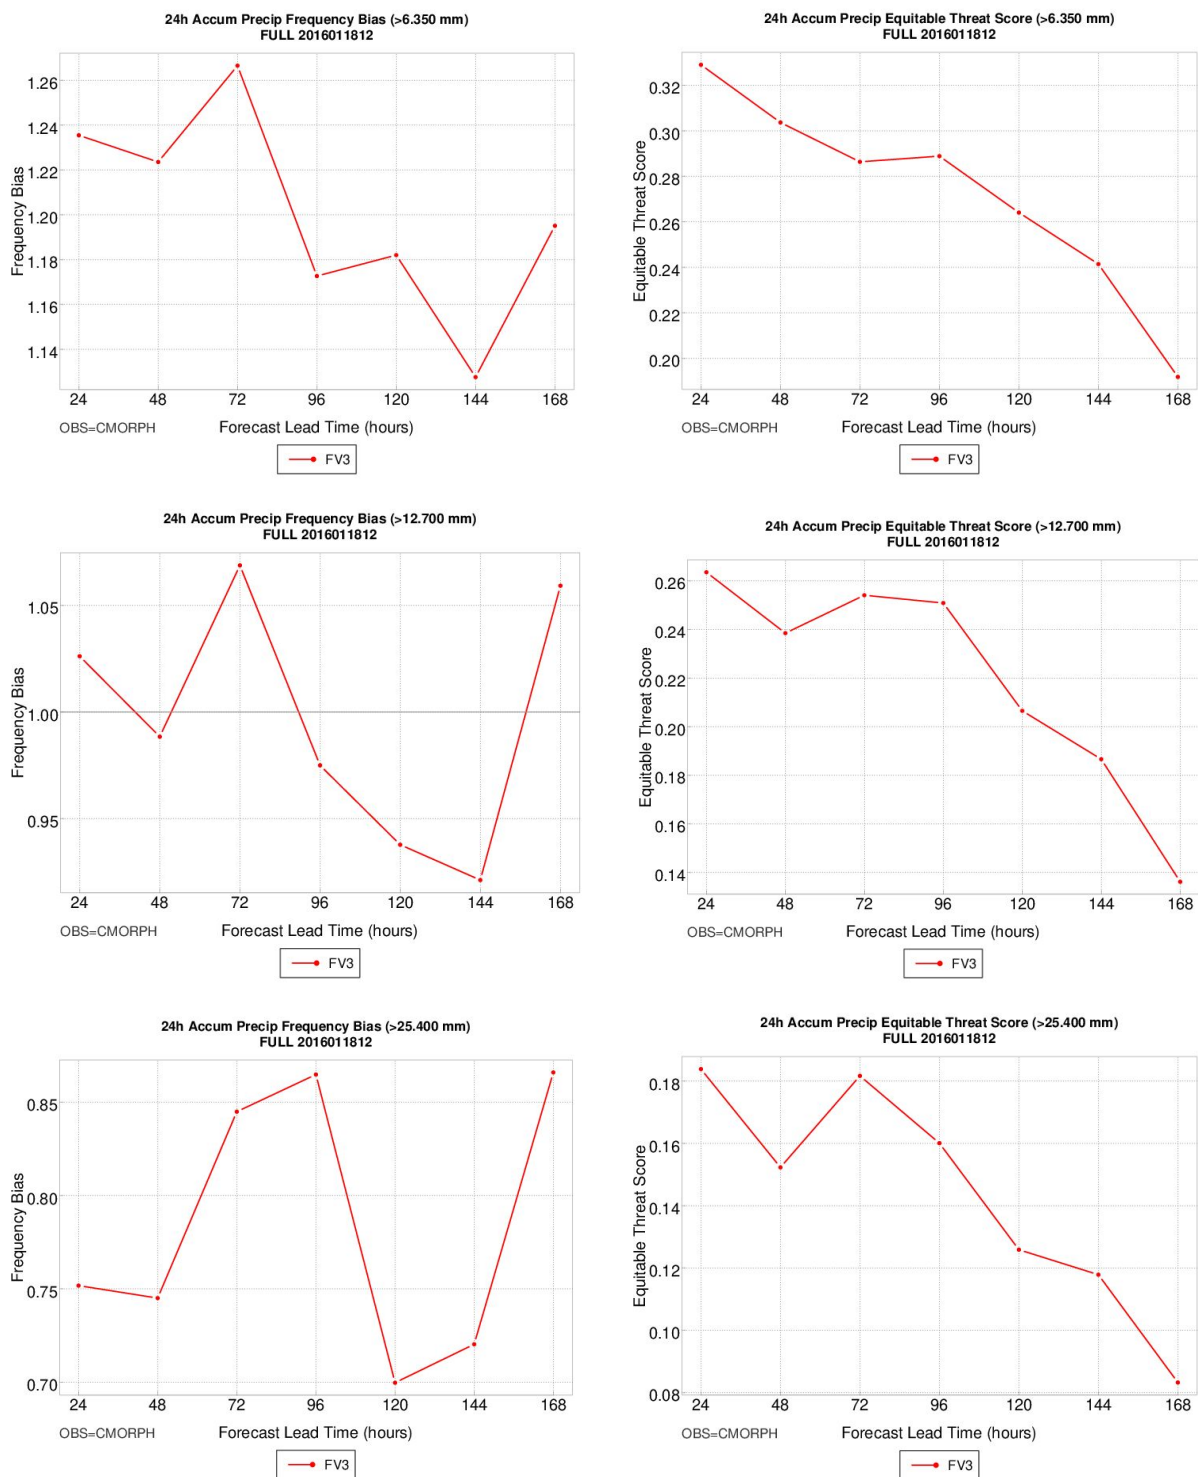 24h Accum Precip Frequency Bias (>6.350 mm)
FULL 2016011812
Frequency Bias
1.26
1.24
1.22
1.20
1.18
1.16
1.14
24 48 72 96 120 144 168
OBS=CMORPH Forecast Lead Time (hours)
FV3
24h Accum Precip Equitable Threat Score (>6.350 mm)
FULL 2016011812
Equitable Threat Score
0.32
0.30
0.28
0.26
0.24
0.22
0.20
24 48 72 96 120 144 168
OBS=CMORPH Forecast Lead Time (hours)
FV3
24h Accum Precip Frequency Bias (>12.700 mm)
FULL 2016011812
Frequency Bias
1.05
1.00
0.95
24 48 72 96 120 144 168
OBS=CMORPH Forecast Lead Time (hours)
FV3
24h Accum Precip Equitable Threat Score (>12.700 mm)
FULL 2016011812
Equitable Threat Score
0.26
0.24
0.22
0.20
0.18
0.16
0.14
24 48 72 96 120 144 168
OBS=CMORPH Forecast Lead Time (hours)
FV3
24h Accum Precip Frequency Bias (>25.400 mm)
FULL 2016011812
Frequency Bias
0.85
0.80
0.75
0.70
24 48 72 96 120 144 168
OBS=CMORPH Forecast Lead Time (hours)
FV3
24h Accum Precip Equitable Threat Score (>25.400 mm)
FULL 2016011812
Equitable Threat Score
0.18
0.16
0.14
0.12
0.10
0.08
24 48 72 96 120 144 168
OBS=CMORPH Forecast Lead Time (hours)
FV3